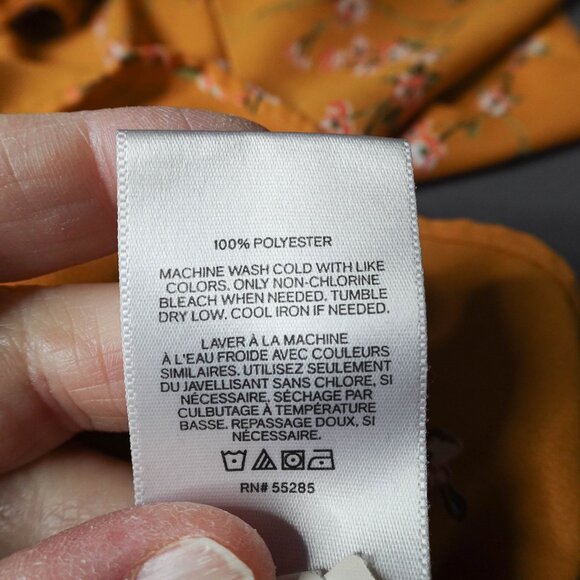 100% POLYESTER
MACHINE WASH COLD WITH LIKE
COLORS. ONLY NON-CHLORINE
BLEACH WHEN NEEDED. TUMBLE
DRY LOW. COOL IRON IF NEEDED.
LAVER À LA MACHINE
À L'EAU FROIDE AVEC COULEURS
SIMILAIRES. UTILISEZ SEULEMENT
DU JAVELLISANT SANS CHLORE, SI
NÉCESSAIRE, SÉCHAGE PAR
CULBUTAGE À TEMPÉRATURE
BASSE. REPASSAGE DOUX, SI
NÉCESSAIRE.
RN# 55285